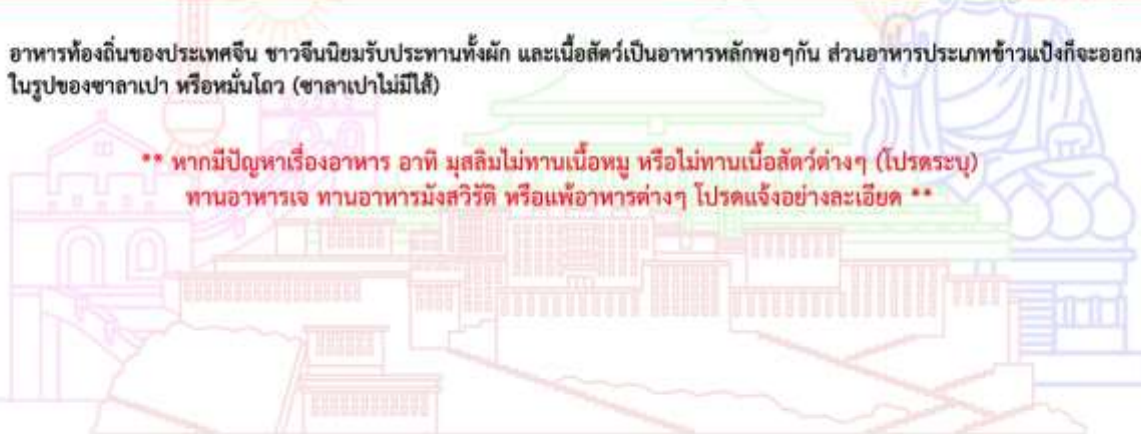 อาหารท้องถิ่นของประเทศจีน ชาวจีนนิยมรับประทานทั้งผัก และเนื้อสัตว์เป็นอาหารหลักพอๆกัน ส่วนอาหารประเภทข้าวแป้งก็จะออกม
ในรูปของซาลาเปา หรือหมั่นโถว (ซาลาเปาไม่มีไส้)
** หากมีปัญหาเรื่องอาหาร อาทิ มุสลิมไม่ทานเนื้อหมู หรือไม่ทานเนื้อสัตว์ต่างๆ (โปรดระบุ)
ทานอาหารเจ ทานอาหารมังสวิรัติ หรือแพ้อาหารต่างๆ โปรดแจ้งอย่างละเอียด **